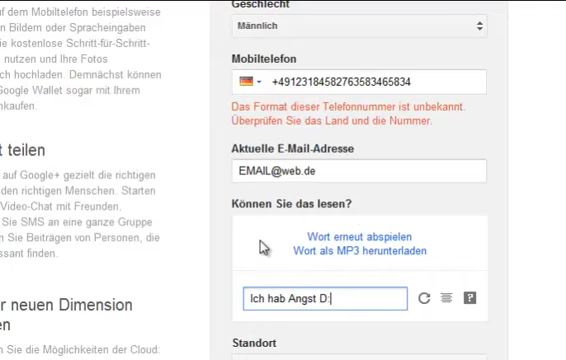 uf dem Mobiltelefon beispielsweise
n Bildern oder Spracheingaben
ie kostenlose Schritt-für-Schritt-
nutzen und Ihre Fotos
ch hochladen. Demnächst können
Google Wallet sogar mit Ihrem
nkaufen.
t teilen
auf Google+ gezielt die richtigen
den richtigen Menschen. Starten
Video-Chat mit Freunden.
Sie SMS an eine ganze Gruppe
n Sie Beiträgen von Personen, die
ssant finden.
r neuen Dimension
en
n Sie die Möglichkeiten der Cloud:
Geschlecht
Männlich
Mobiltelefon
+49123184582763583465834
Das Format dieser Telefonnummer ist unbekannt.
Überprüfen Sie das Land und die Nummer.
Aktuelle E-Mail-Adresse
EMAIL@web.de
Können Sie das lesen?
Wort erneut abspielen
Wort als MP3 herunterladen
Ich hab Angst D:
?
Standort